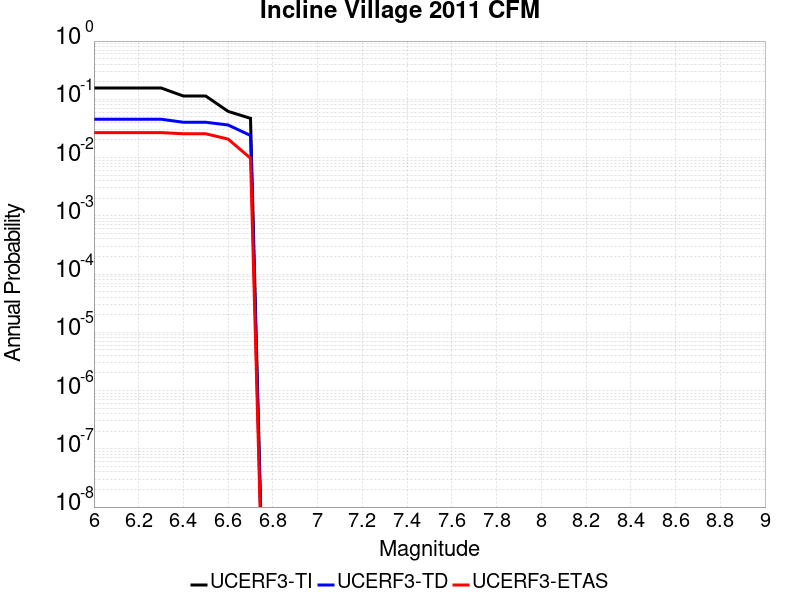 Incline Village 2011 CFM
10^0
10^-1
10^-2
10^-3
10^-4
10^-5
10^-6
10^-7
10^-8
Annual Probability
6 6.2 6.4 6.6 6.8 7 7.2 7.4 7.6 7.8 8 8.2 8.4 8.6 8.8 9
Magnitude
UCERF3-TI UCERF3-TD UCERF3-ETAS